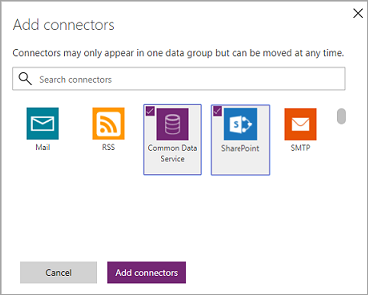 Add connectors
Connectors may only appear in one data group but can be moved at any time.
Search connectors
Mail
RSS
Common Data
Service
SharePoint
SMTP
Cancel
Add connectors